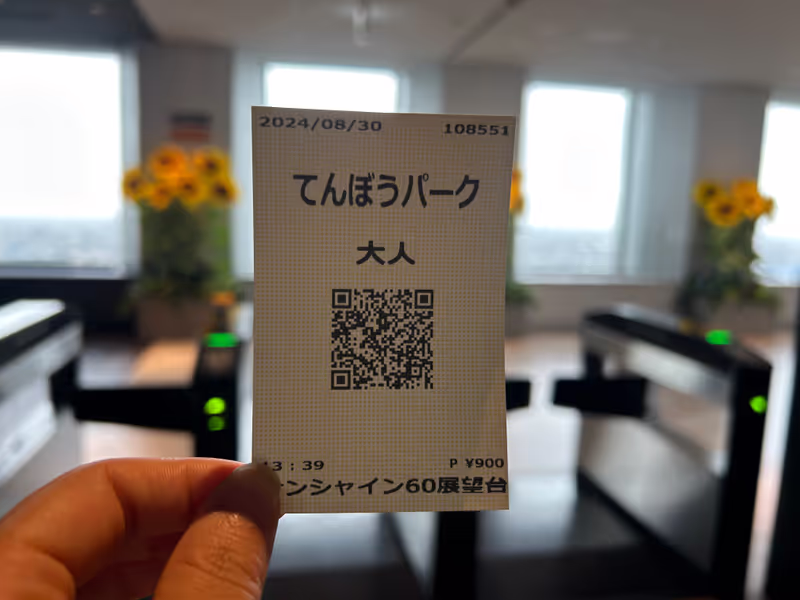 2024/08/30 108551
てんぼうパーク
大人
3:39 P ¥900
ンシャイン60展望台